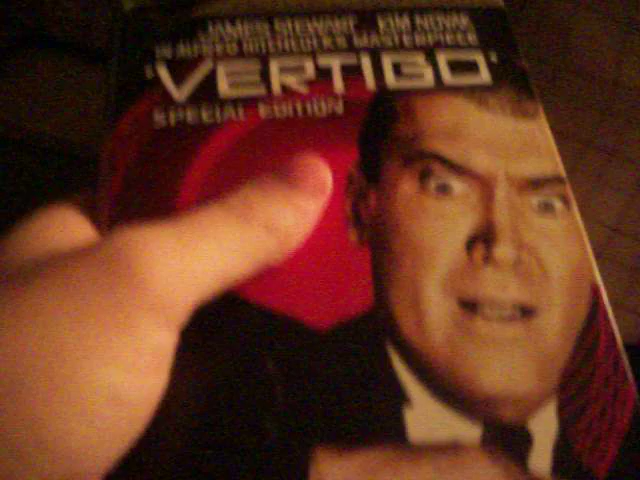 JAMES STEWART KIM NOVAK
IN ALFRED HITCHCOCK'S MASTERPIECE
'VERTIGO'
SPECIAL EDITION